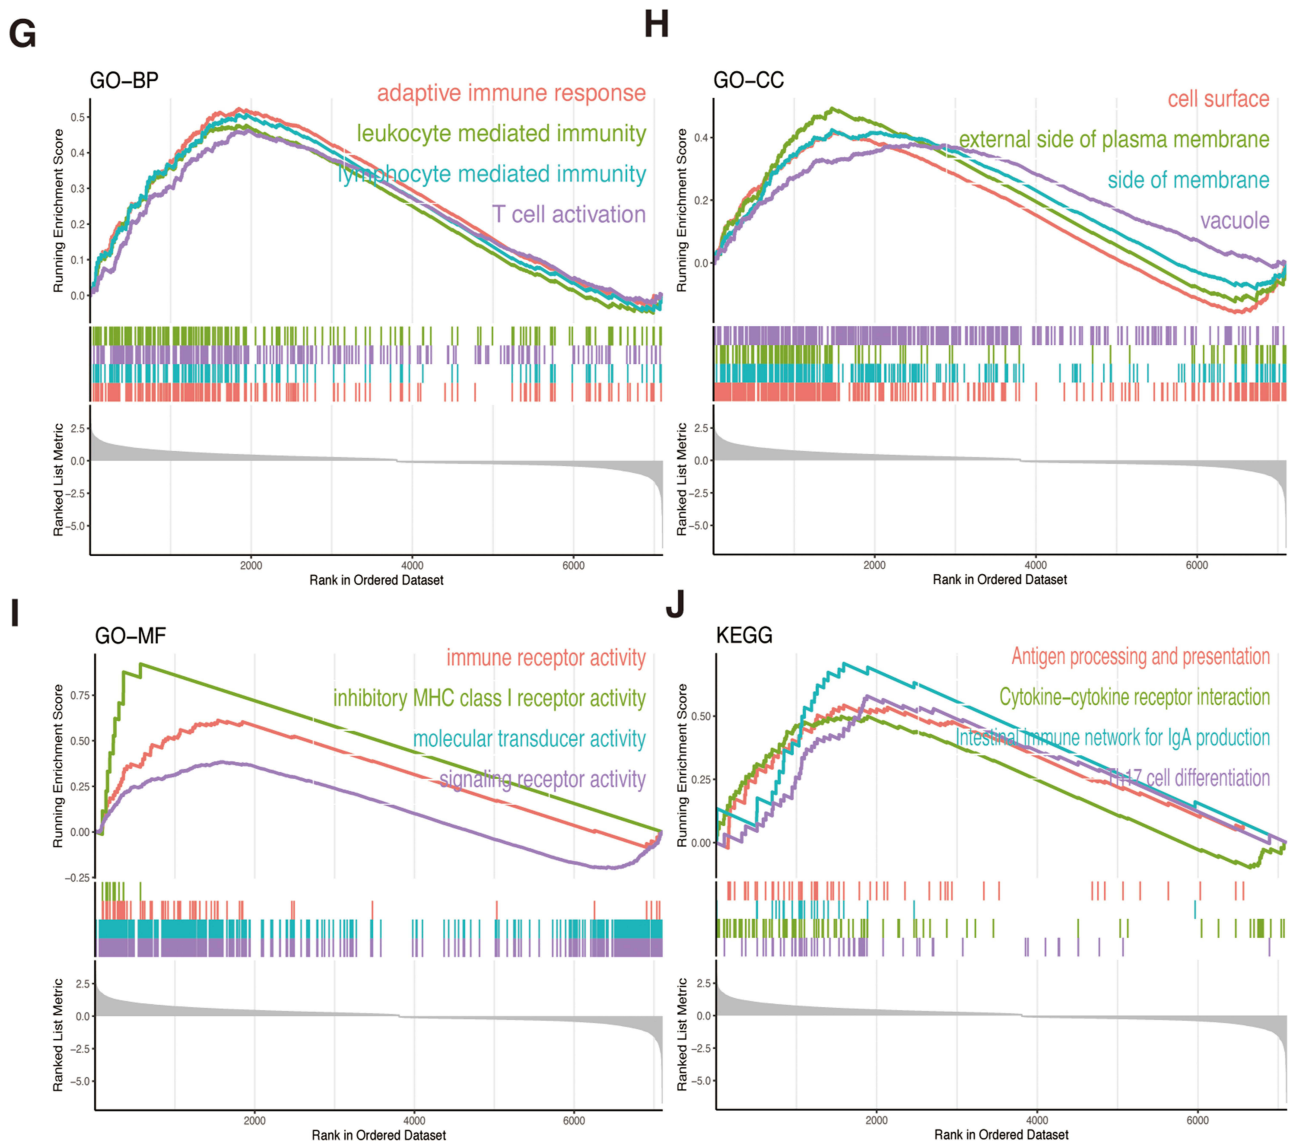 G
GO−BP
adaptive immune response
leukocyte mediated immunity
lymphocyte mediated immunity
T cell activation
Running Enrichment Score
0.5
0.4
0.3
0.2
0.1
0.0
Ranked List Metric
2.5
0.0
−2.5
−5.0
2000 4000 6000
Rank in Ordered Dataset
H
GO−CC
cell surface
external side of plasma membrane
side of membrane
vacuole
Running Enrichment Score
0.4
0.2
0.0
Ranked List Metric
2.5
0.0
−2.5
−5.0
2000 4000 6000
Rank in Ordered Dataset
I
GO−MF
immune receptor activity
inhibitory MHC class I receptor activity
molecular transducer activity
signaling receptor activity
Running Enrichment Score
0.75
0.50
0.25
0.00
−0.25
Ranked List Metric
2.5
0.0
−2.5
−5.0
2000 4000 6000
Rank in Ordered Dataset
J
KEGG
Antigen processing and presentation
Cytokine−cytokine receptor interaction
Intestinal immune network for IgA production
Th17 cell differentiation
Running Enrichment Score
0.50
0.25
0.00
Ranked List Metric
2.5
0.0
−2.5
−5.0
2000 4000 6000
Rank in Ordered Dataset